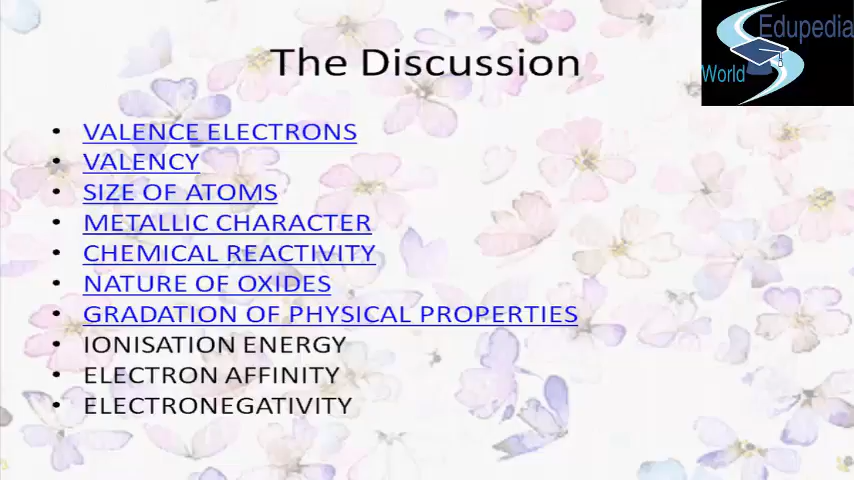 Edupedia
World
The Discussion
• VALENCE ELECTRONS
• VALENCY
• SIZE OF ATOMS
• METALLIC CHARACTER
• CHEMICAL REACTIVITY
• NATURE OF OXIDES
• GRADATION OF PHYSICAL PROPERTIES
• IONISATION ENERGY
• ELECTRON AFFINITY
• ELECTRONEGATIVITY